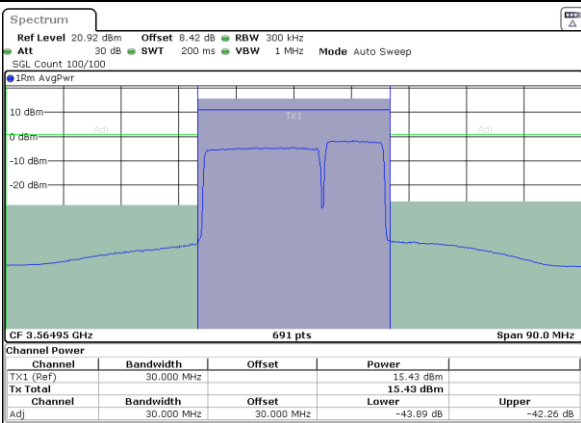 Spectrum
Ref Level 20.92 dBm Offset 8.42 dB RBW 300 kHz
Att 30 dB SWT 200 ms VBW 1 MHz Mode Auto Sweep
SGL Count 100/100
1Rm AvgPwr
10 dBm
TX1
Adj Adj
0 dBm
-10 dBm
-20 dBm
CF 3.56495 GHz 691 pts Span 90.0 MHz
Channel Power
Channel Bandwidth Offset Power
TX1 (Ref) 30.000 MHz 15.43 dBm
Tx Total 15.43 dBm
Channel Bandwidth Offset Lower Upper
Adj 30.000 MHz 30.000 MHz -43.89 dB -42.26 dB